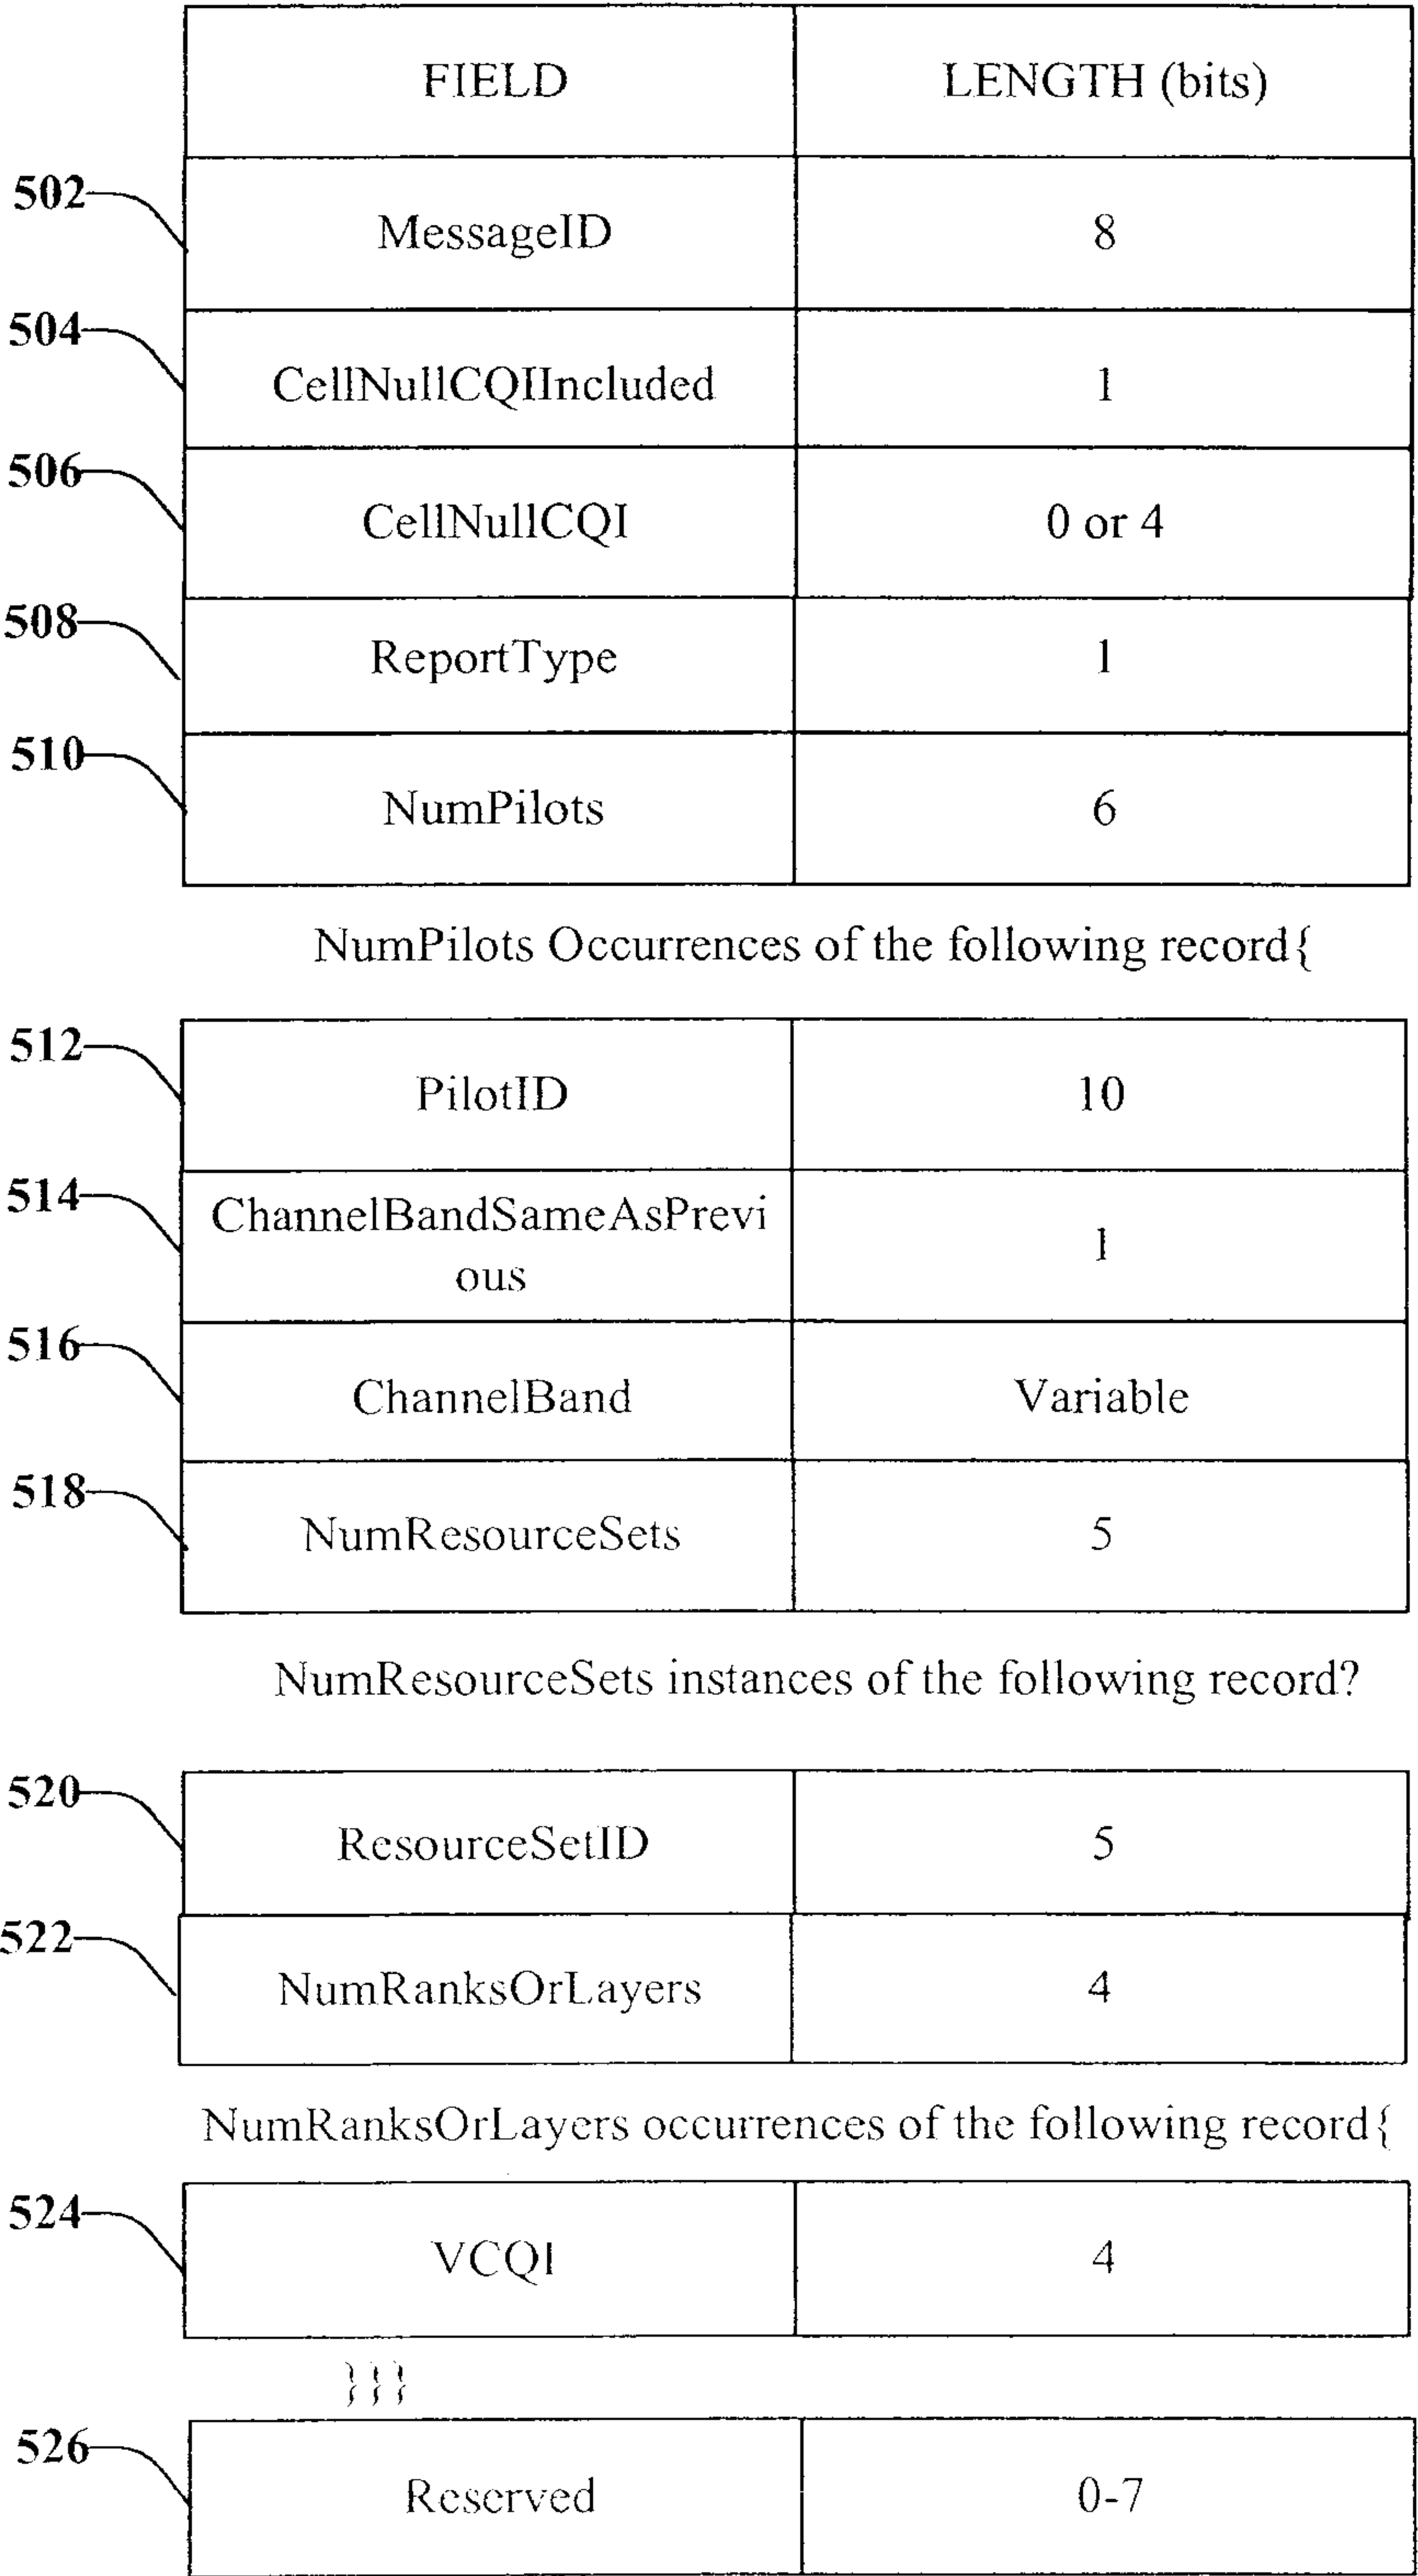 FIELD LENGTH (bits)
502 MessageID 8
504 CellNullCQIIncluded 1
506 CellNullCQI 0 or 4
508 ReportType 1
510 NumPilots 6
NumPilots Occurrences of the following record{
512 PilotID 10
514 ChannelBandSameAsPrevi
ous 1
516 ChannelBand Variable
518 NumResourceSets 5
NumResourceSets instances of the following record?
520 ResourceSetID 5
522 NumRanksOrLayers 4
NumRanksOrLayers occurrences of the following record{
524 VCQI 4
}}}
526 Reserved 0-7